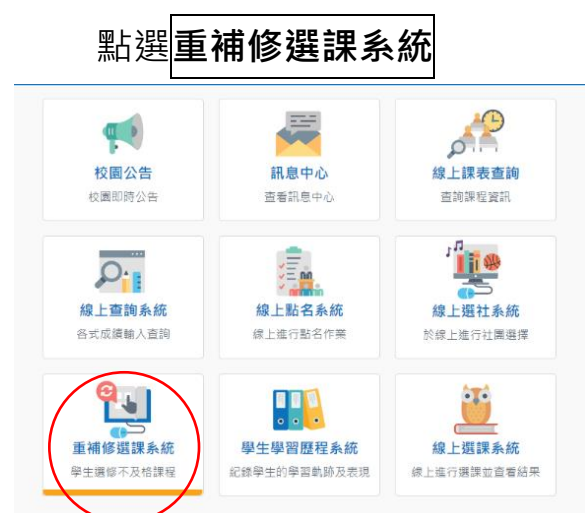 點選重補修選課系統
校園公告
校園即時公告
訊息中心
查看訊息中心
線上課表查詢
查詢課程資訊
線上查詢系統
各式成績輸入查詢
線上點名系統
線上進行點名作業
線上選社系統
於線上進行社團選擇
重補修選課系統
學生選修不及格課程
學生學習歷程系統
紀錄學生的學習軌跡及表現
線上選課系統
線上進行選課並查看結果